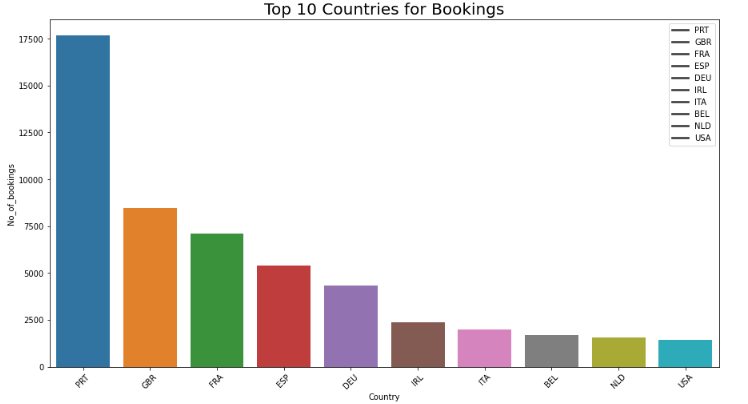 Top 10 Countries for Bookings
No_of_bookings
17500
15000
12500
10000
7500
5000
2500
0
PRT
GBR
FRA
ESP
DEU
IRL
ITA
BEL
NLD
USA
PRT
GBR
FRA
ESP
DEU
IRL
ITA
BEL
NLD
USA
Country